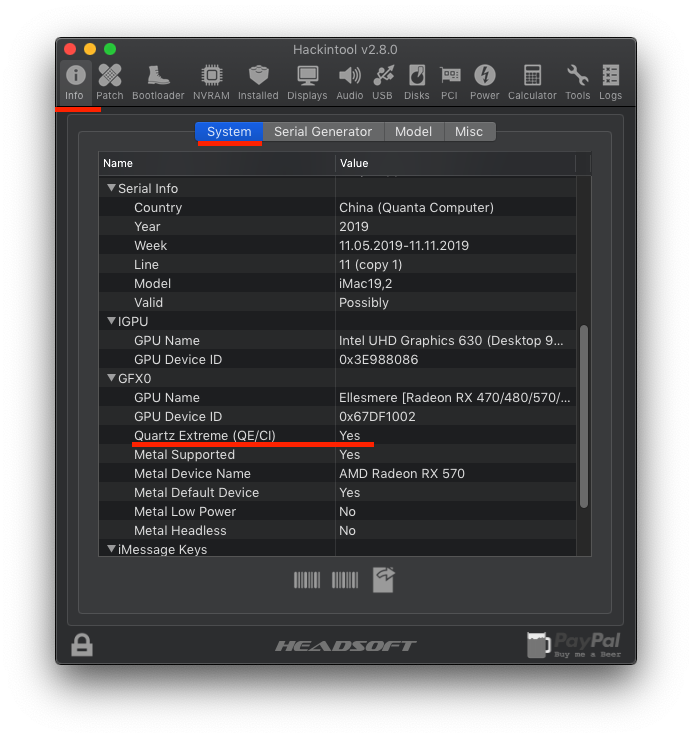 Hackintool v2.8.0
Info Patch Bootloader NVRAM Installed Displays Audio USB Disks PCI Power Calculator Tools Logs
System Serial Generator Model Misc
Name Value
Serial Info
Country China (Quanta Computer)
Year 2019
Week 11.05.2019-11.11.2019
Line 11 (copy 1)
Model iMac19,2
Valid Possibly
IGPU
GPU Name Intel UHD Graphics 630 (Desktop 9...
GPU Device ID 0x3E988086
GFX0
GPU Name Ellesmere [Radeon RX 470/480/570/...
GPU Device ID 0x67DF1002
Quartz Extreme (QE/CI) Yes
Metal Supported Yes
Metal Device Name AMD Radeon RX 570
Metal Default Device Yes
Metal Low Power No
Metal Headless No
iMessage Keys
HEADSOFT PayPal
Buy me a Beer